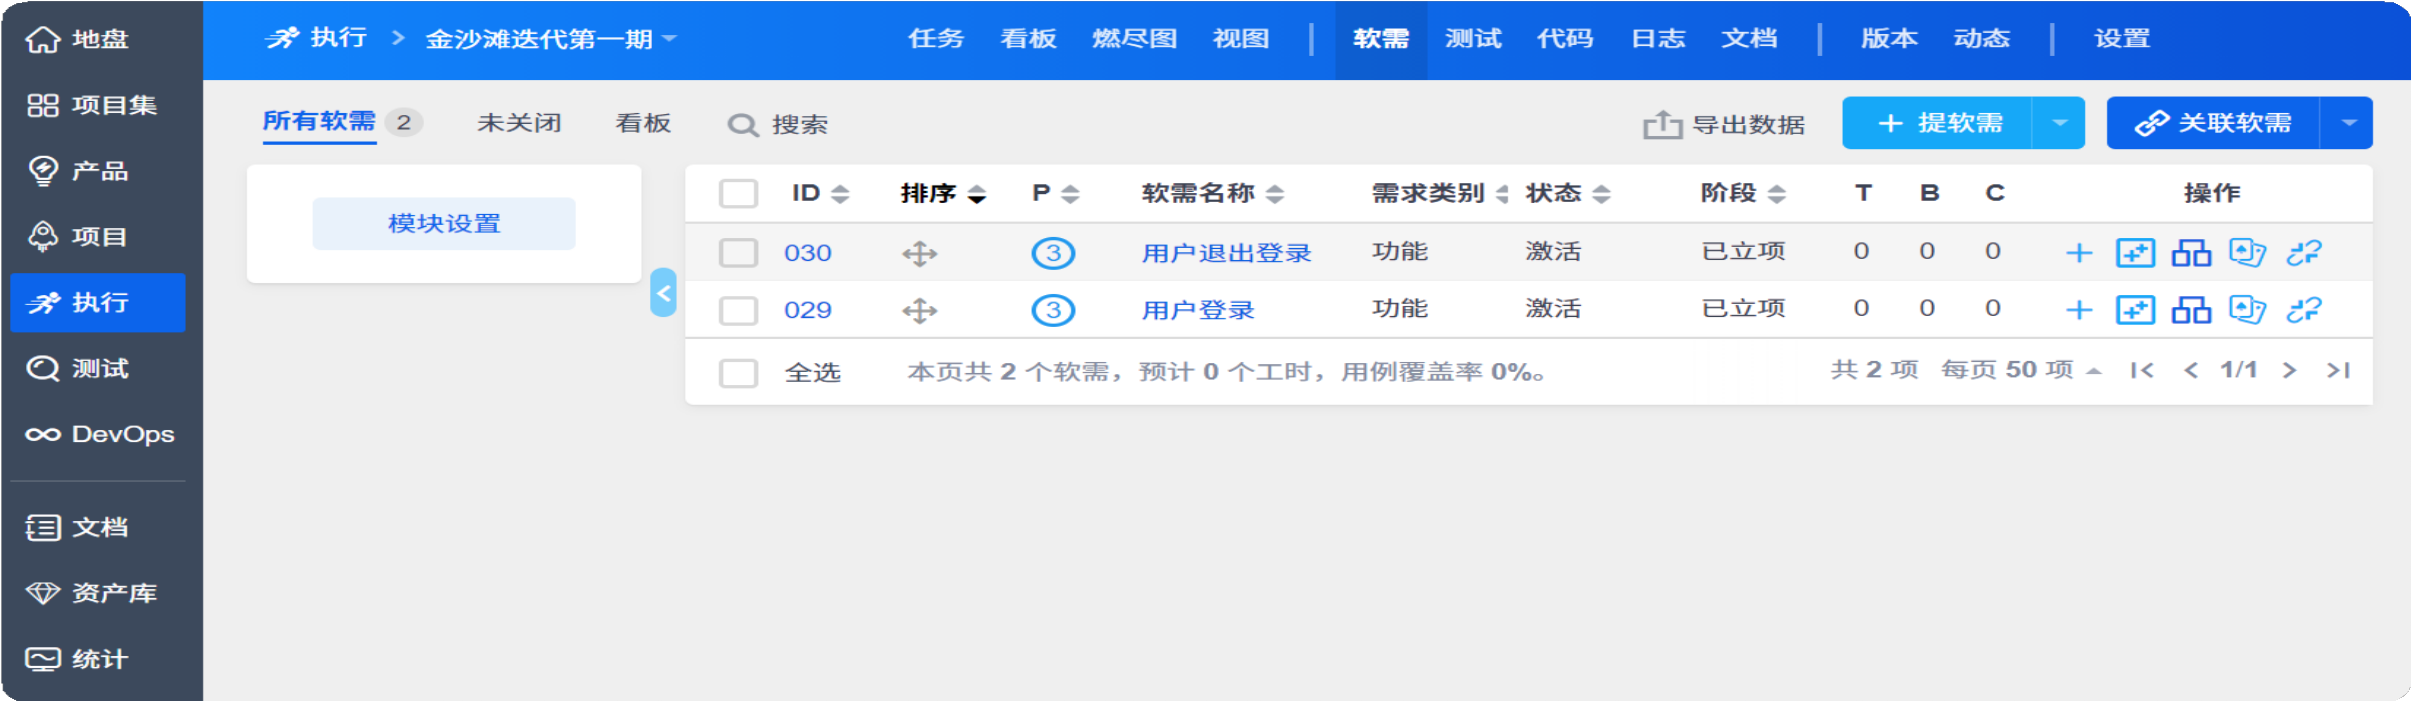 地盘
项目集
产品
项目
执行
测试
DevOps
文档
资产库
统计
执行 > 金沙滩迭代第一期
任务 看板 燃尽图 视图 | 软需 测试 代码 日志 文档 | 版本 动态 | 设置
所有软需 2 未关闭 看板 搜索
导出数据 + 提软需 关联软需
模块设置
ID 排序 P 软需名称 需求类别 状态 阶段 T B C 操作
030 3 用户退出登录 功能 激活 已立项 0 0 0
029 3 用户登录 功能 激活 已立项 0 0 0
全选 本页共 2 个软需，预计 0 个工时，用例覆盖率 0%。 共 2 项 每页 50 项 1/1